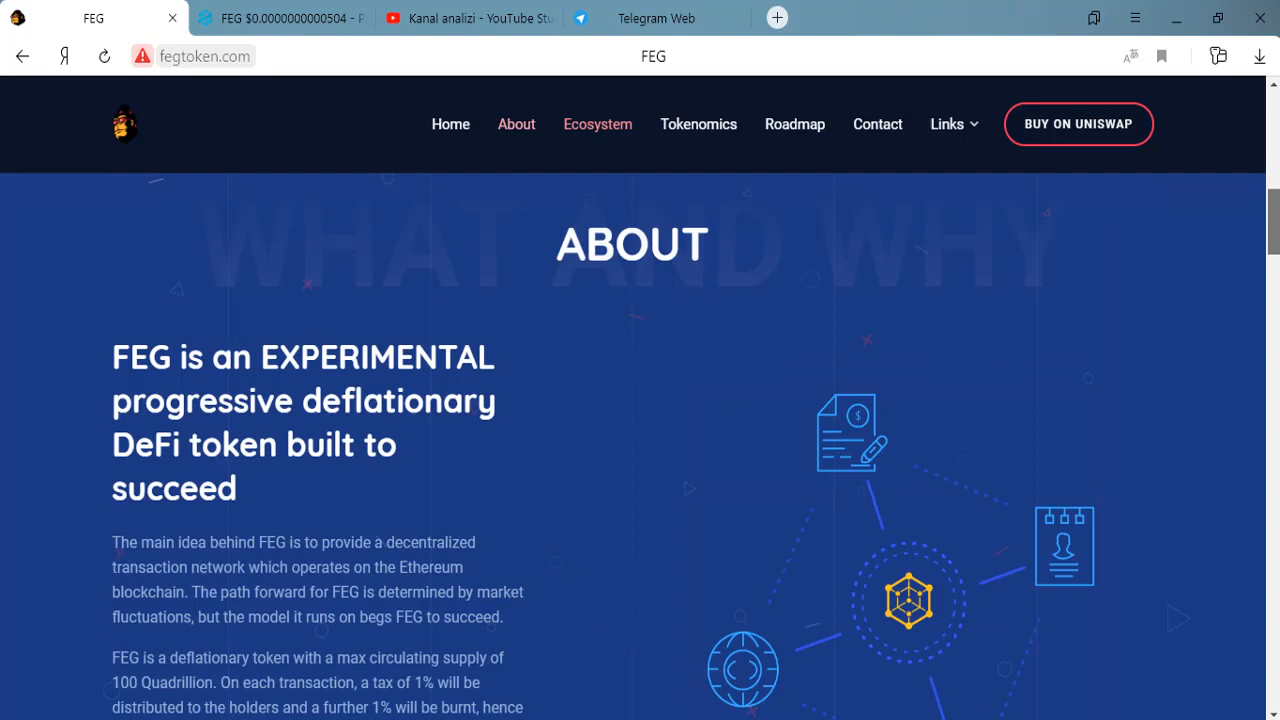 FEG
FEG $0.0000000000504 - P
Kanal analizi - YouTube Stu
Telegram Web
Я
fegtoken.com
FEG
Home
About
Ecosystem
Tokenomics
Roadmap
Contact
Links
BUY ON UNISWAP
WHAT AND WHY
ABOUT
FEG is an EXPERIMENTAL
progressive deflationary
DeFi token built to
succeed
The main idea behind FEG is to provide a decentralized
transaction network which operates on the Ethereum
blockchain. The path forward for FEG is determined by market
fluctuations, but the model it runs on begs FEG to succeed.
FEG is a deflationary token with a max circulating supply of
100 Quadrillion. On each transaction, a tax of 1% will be
distributed to the holders and a further 1% will be burnt, hence